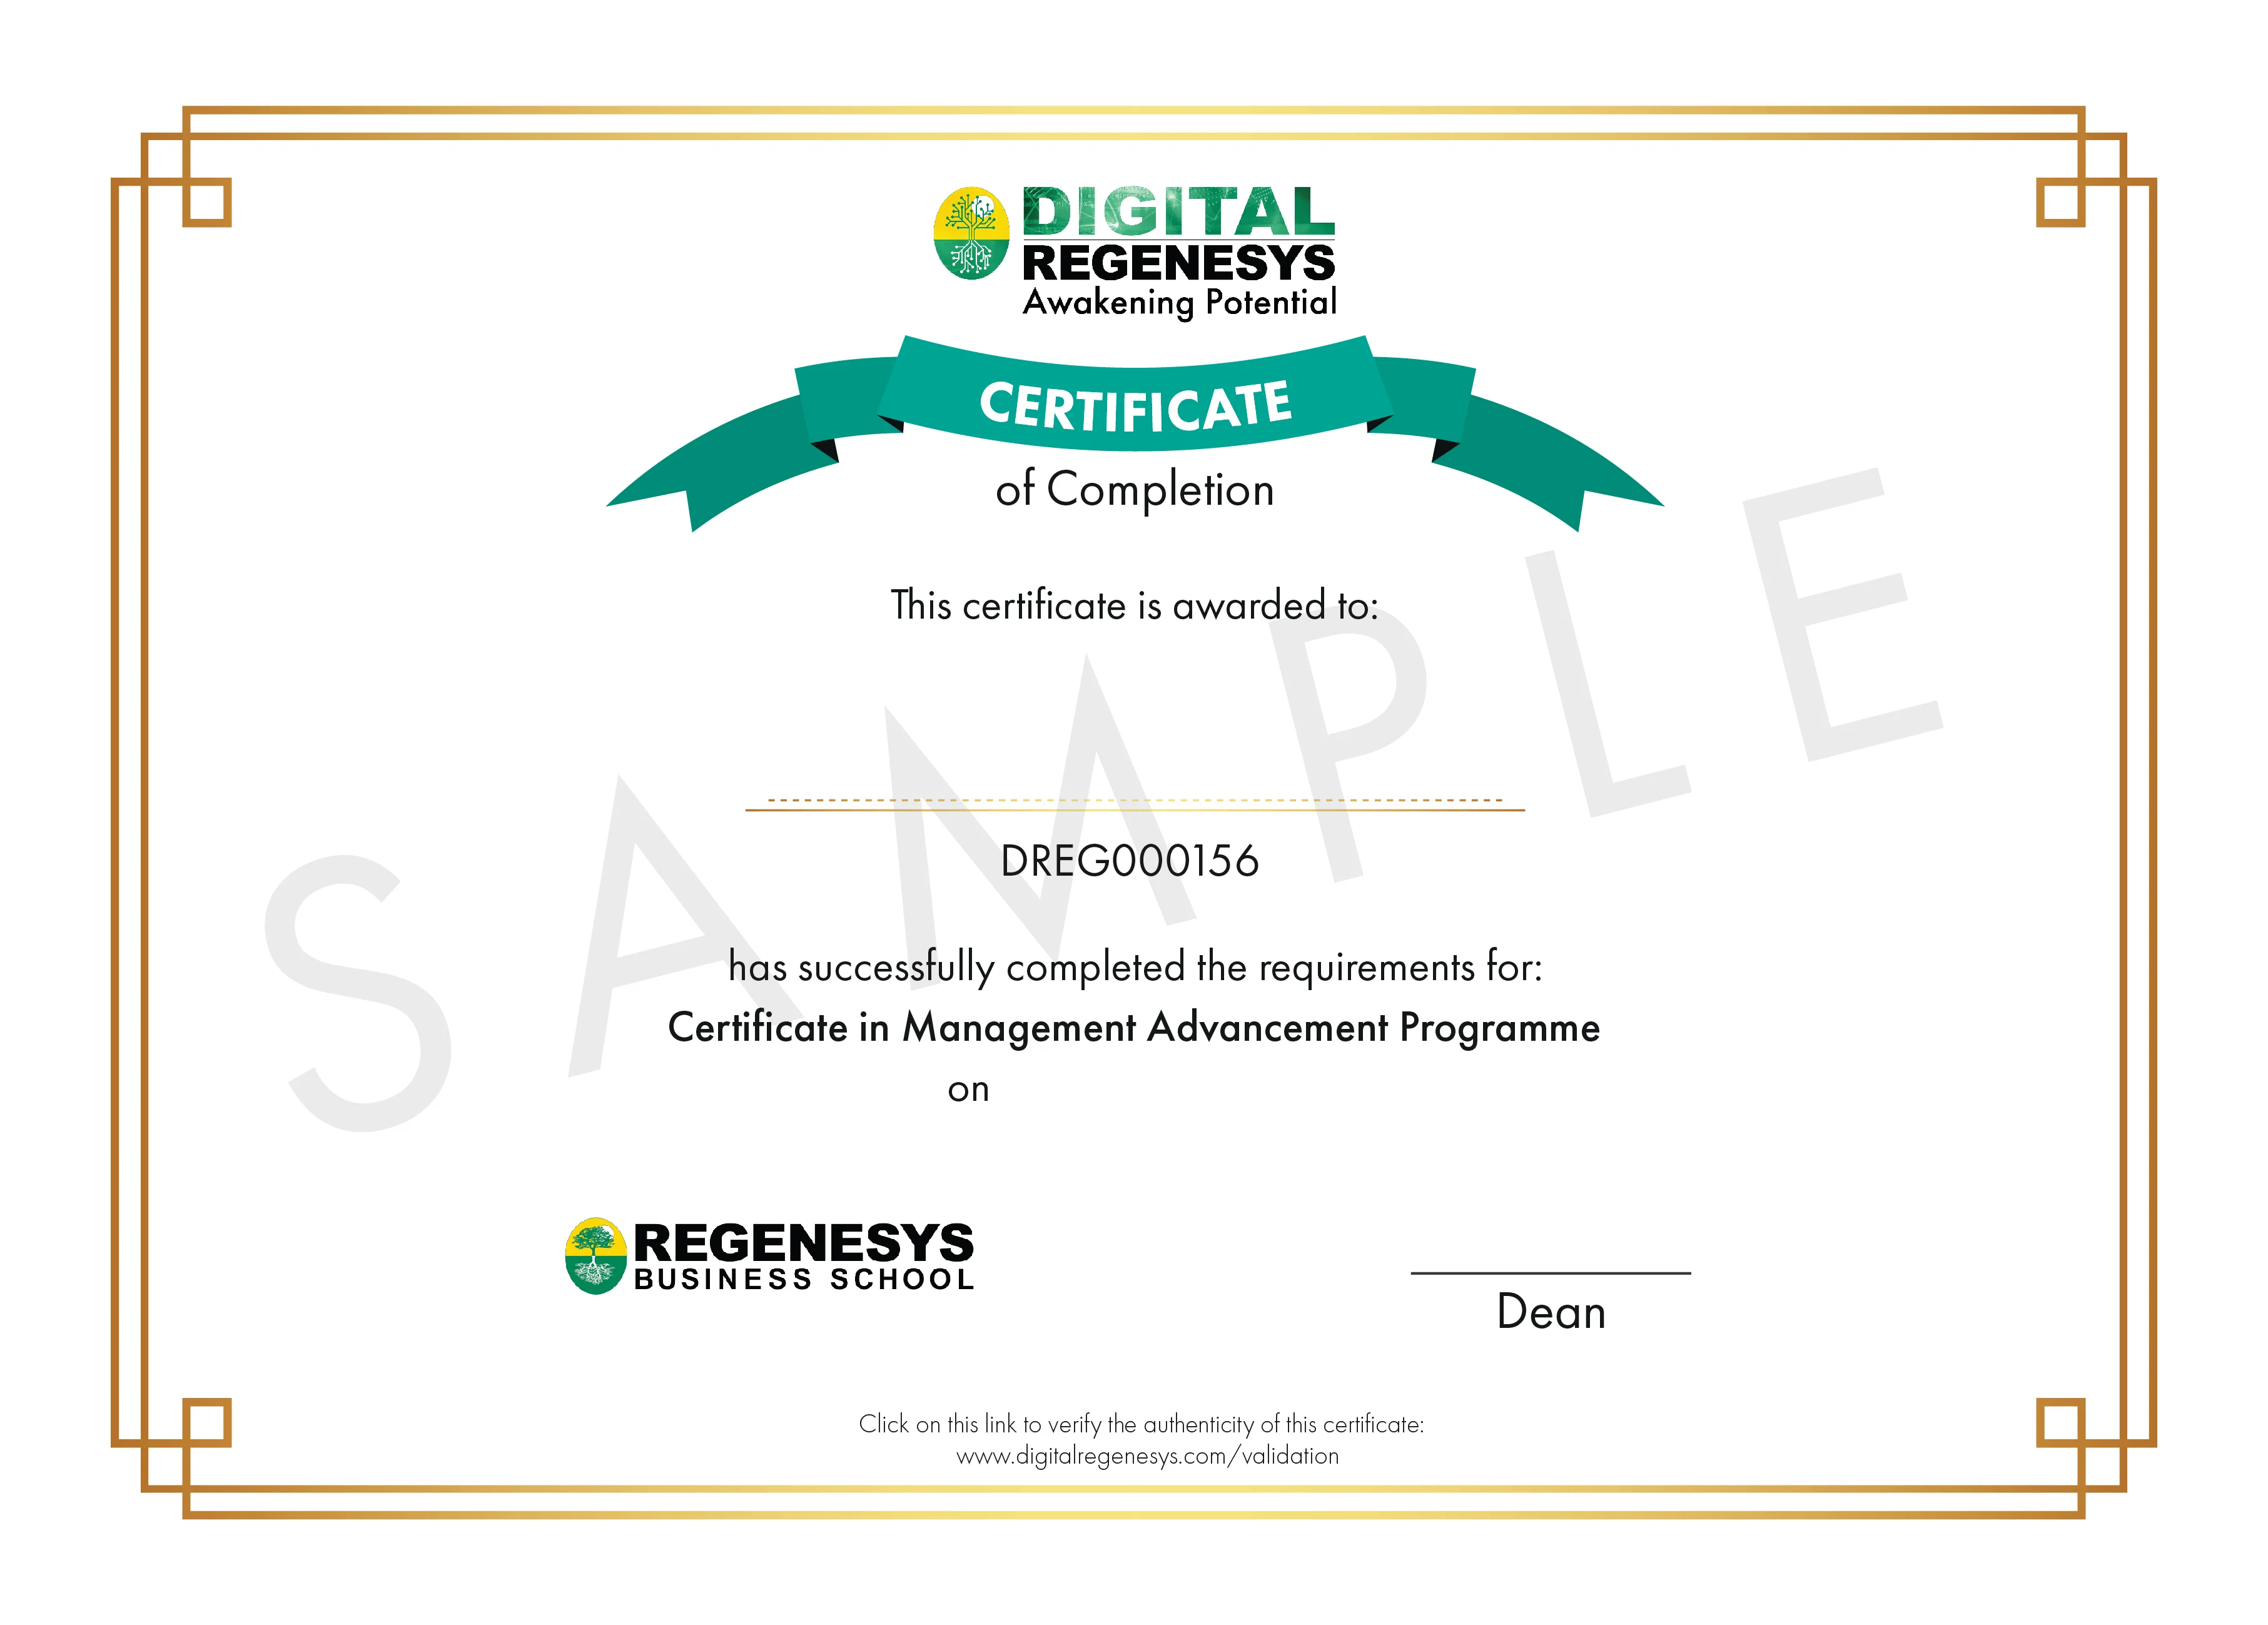 DIGITAL
REGENESYS
Awakening Potential
CERTIFICATE
of Completion
This certificate is awarded to:
SAMPLE
DREG000156
has successfully completed the requirements for:
Certificate in Management Advancement Programme
on
REGENESYS
BUSINESS SCHOOL
Dean
Click on this link to verify the authenticity of this certificate:
www.digitalregenesys.com/validation